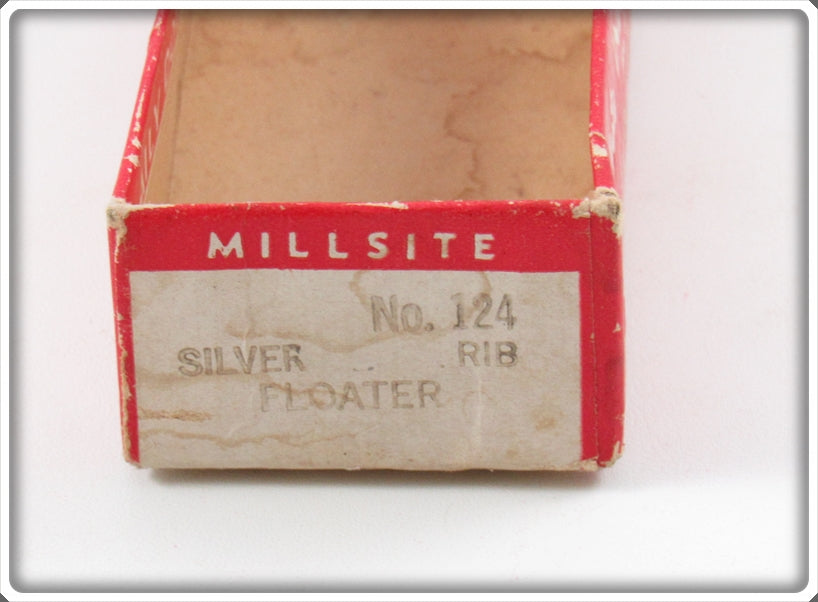 MILLSITE
No. 124
SILVER RIB
FLOATER